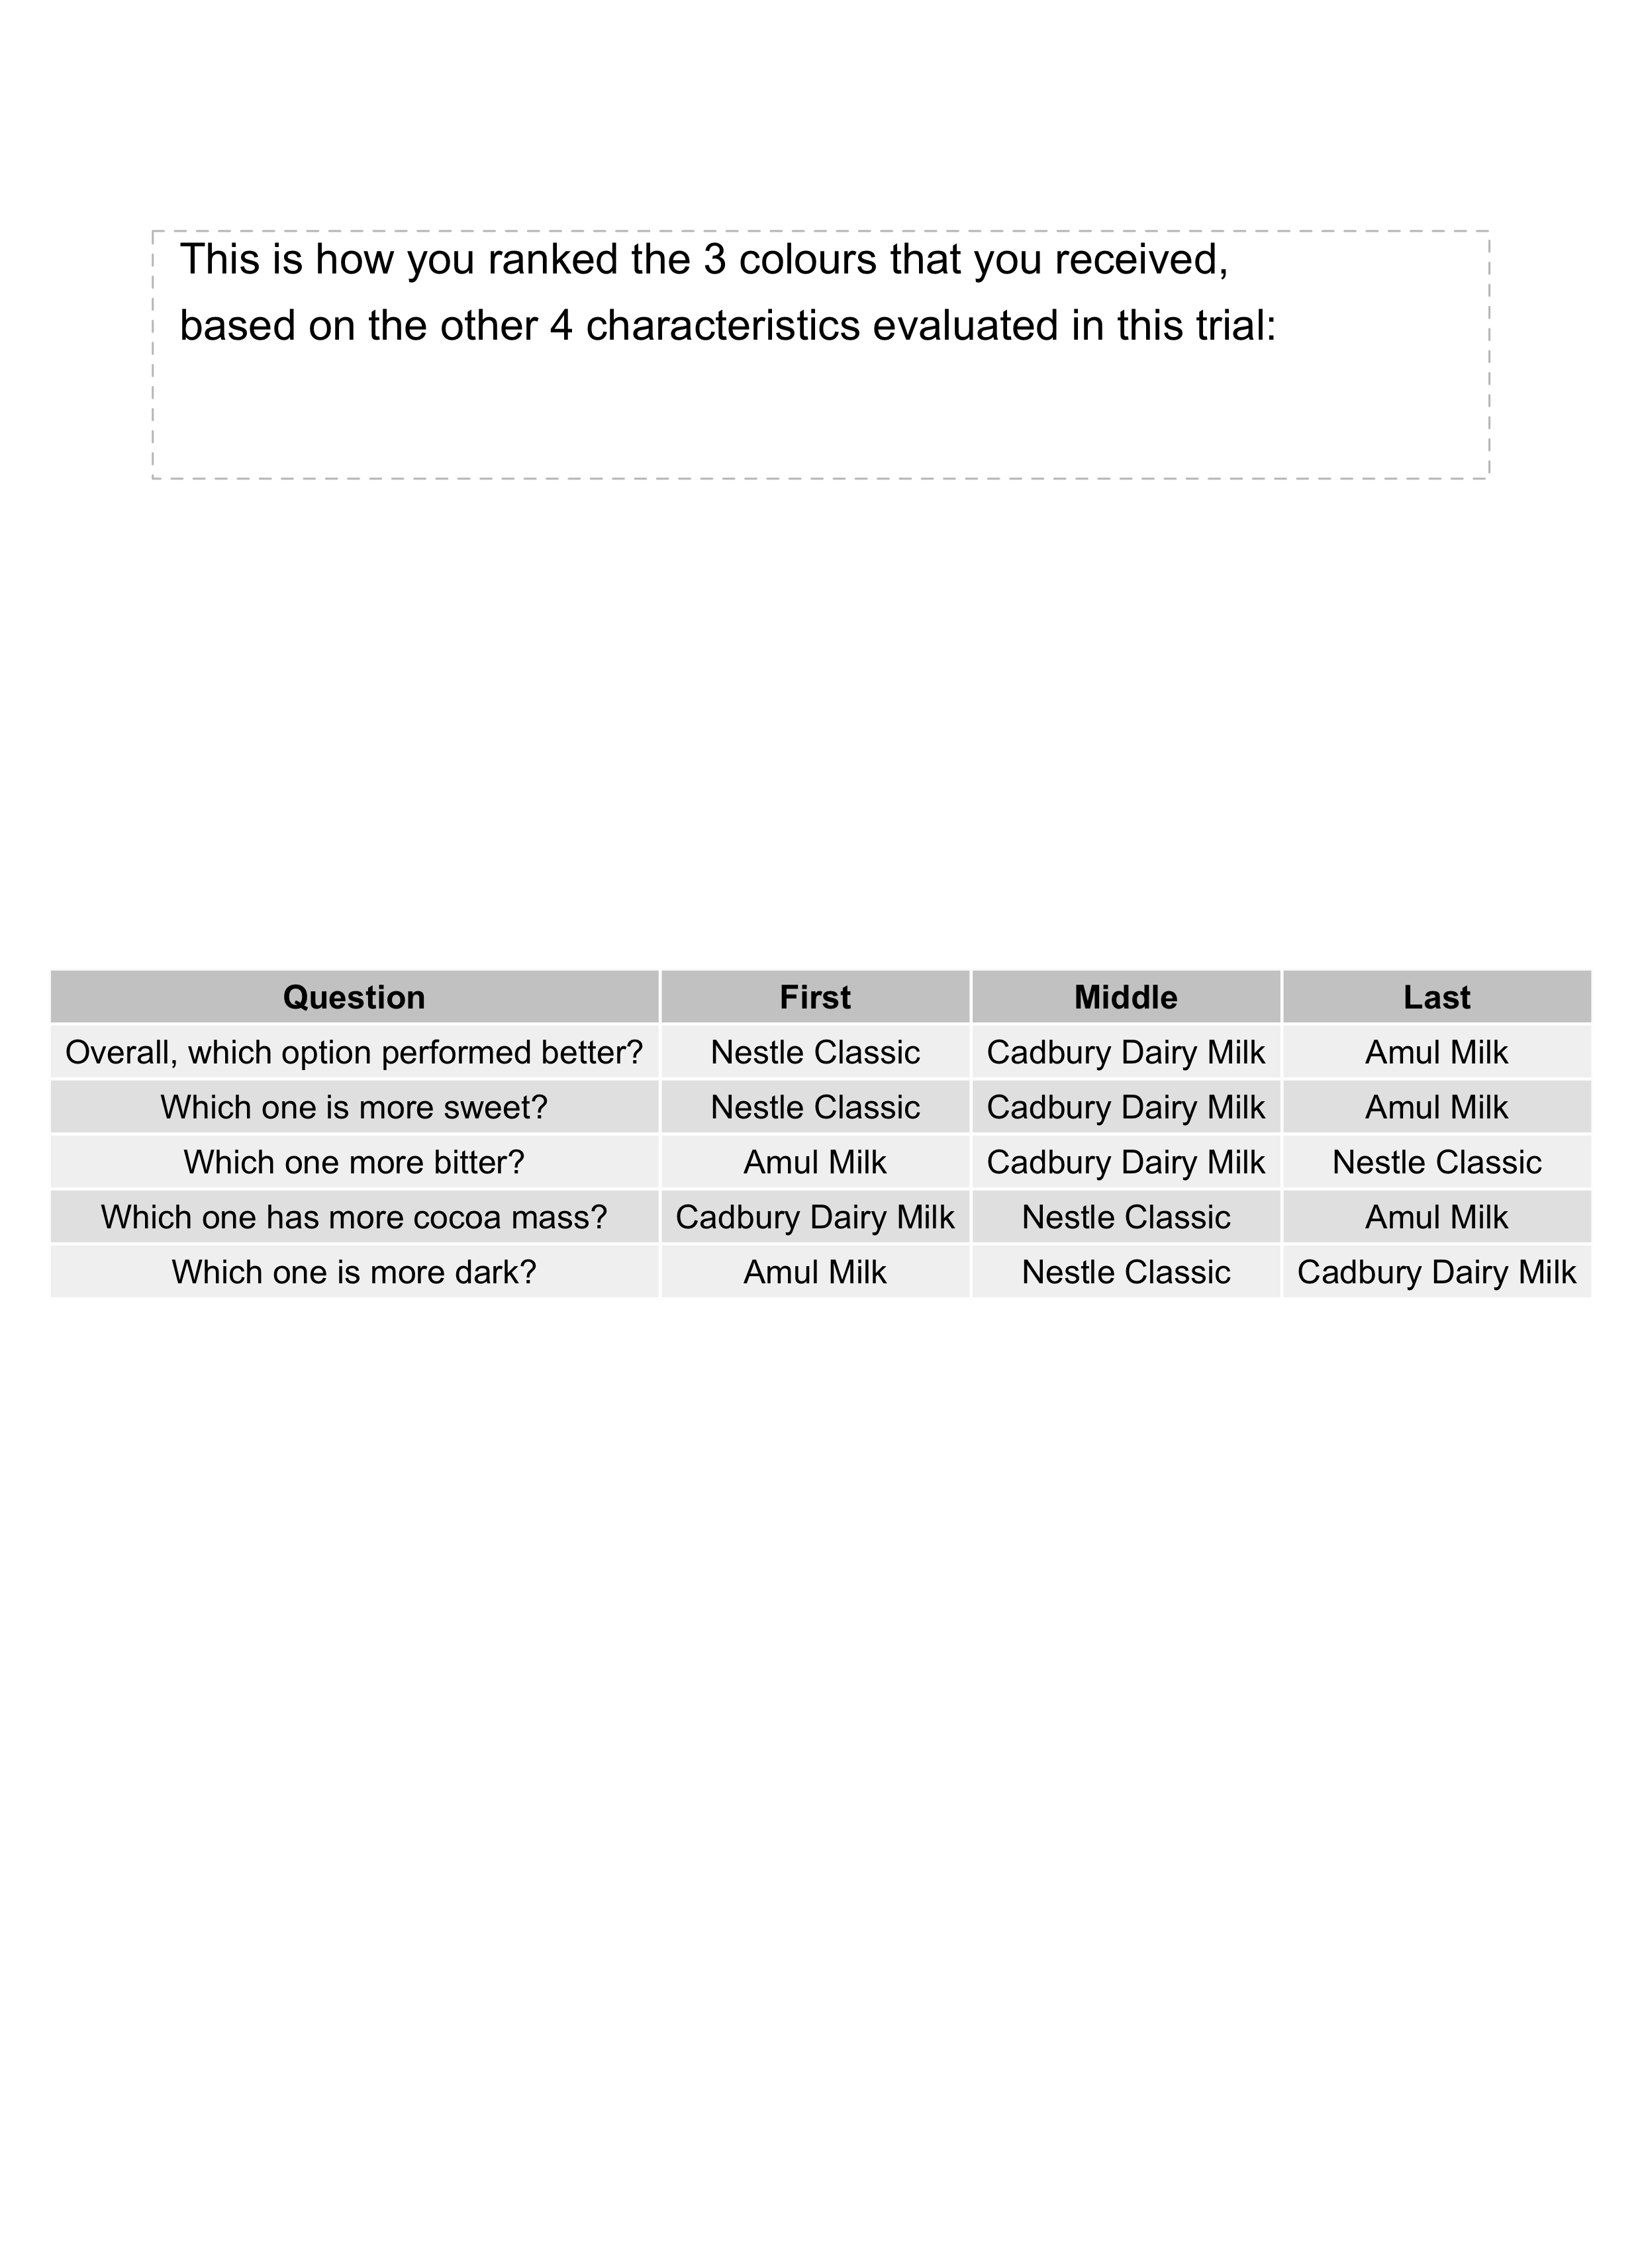 This is how you ranked the 3 colours that you received,
based on the other 4 characteristics evaluated in this trial:
Question First Middle Last
Overall, which option performed better? Nestle Classic Cadbury Dairy Milk Amul Milk
Which one is more sweet? Nestle Classic Cadbury Dairy Milk Amul Milk
Which one more bitter? Amul Milk Cadbury Dairy Milk Nestle Classic
Which one has more cocoa mass? Cadbury Dairy Milk Nestle Classic Amul Milk
Which one is more dark? Amul Milk Nestle Classic Cadbury Dairy Milk